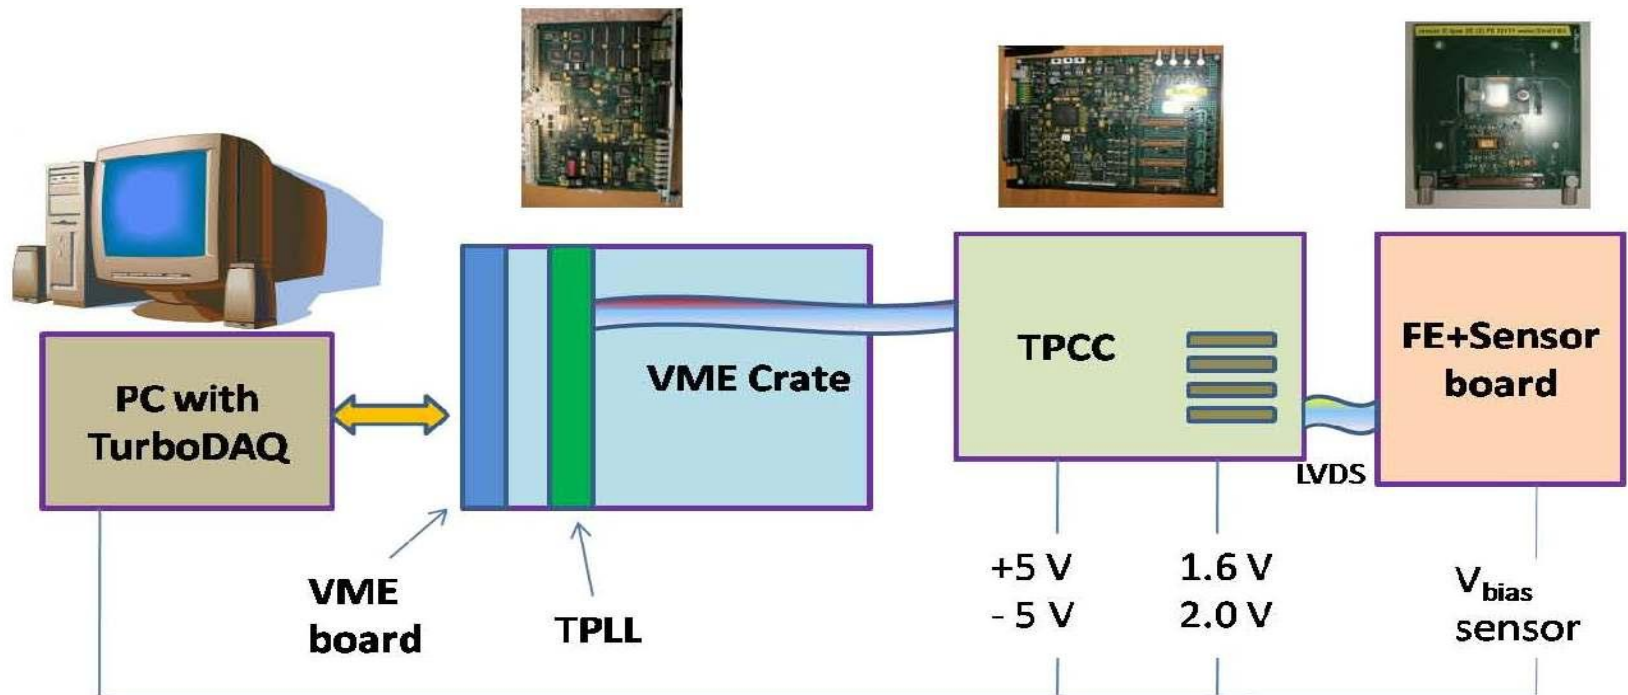 PC with
TurboDAQ
VME
board
TPLL
VME Crate
TPCC
+5 V
- 5 V
1.6 V
2.0 V
LVDS
FE+Sensor
board
Vbias
sensor